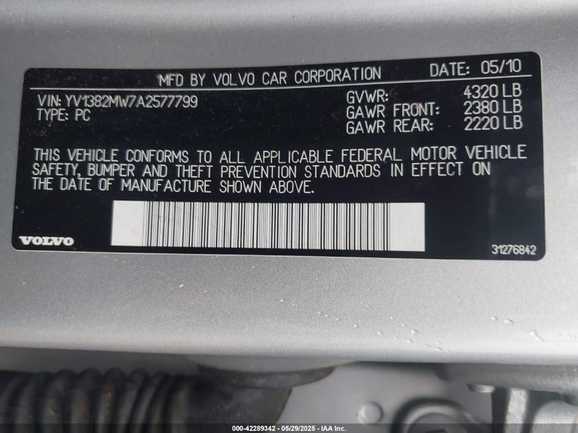 MFD BY VOLVO CAR CORPORATION DATE: 05/10
VIN: YV1382MW7A2577799
TYPE: PC
GVWR: 4320 LB
GAWR FRONT: 2380 LB
GAWR REAR: 2220 LB
THIS VEHICLE CONFORMS TO ALL APPLICABLE FEDERAL MOTOR VEHICLE
SAFETY, BUMPER AND THEFT PREVENTION STANDARDS IN EFFECT ON
THE DATE OF MANUFACTURE SHOWN ABOVE.
VOLVO
31276842
000-42289342 - 05/29/2025 - IAA, Inc.